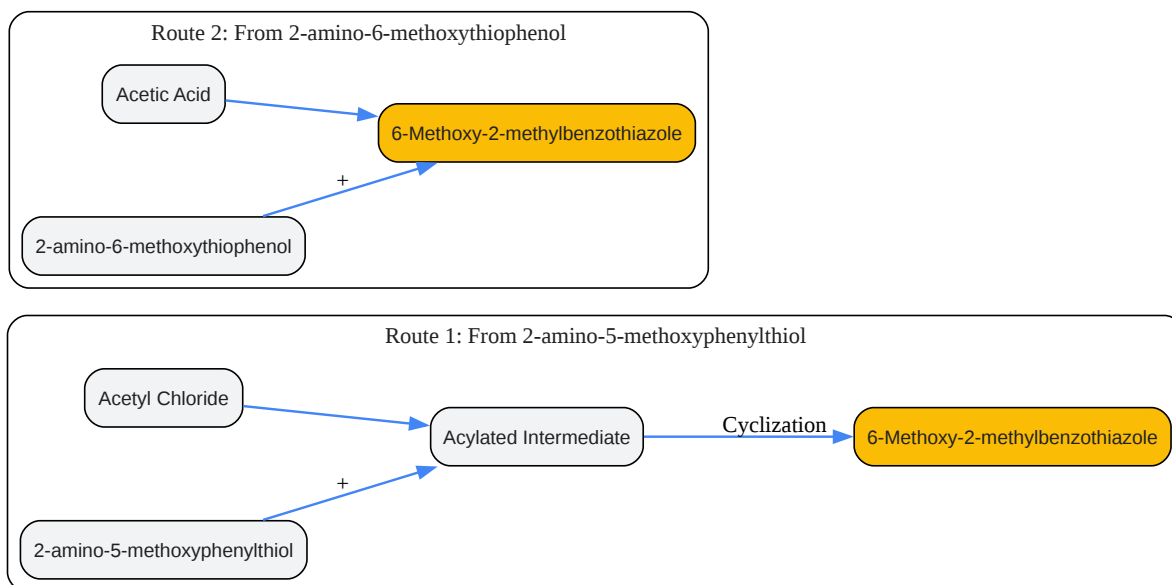 Route 2: From 2-amino-6-methoxythiophenol
Acetic Acid
6-Methoxy-2-methylbenzothiazole
+
2-amino-6-methoxythiophenol
Route 1: From 2-amino-5-methoxyphenylthiol
Acetyl Chloride
Acylated Intermediate
Cyclization
6-Methoxy-2-methylbenzothiazole
+
2-amino-5-methoxyphenylthiol